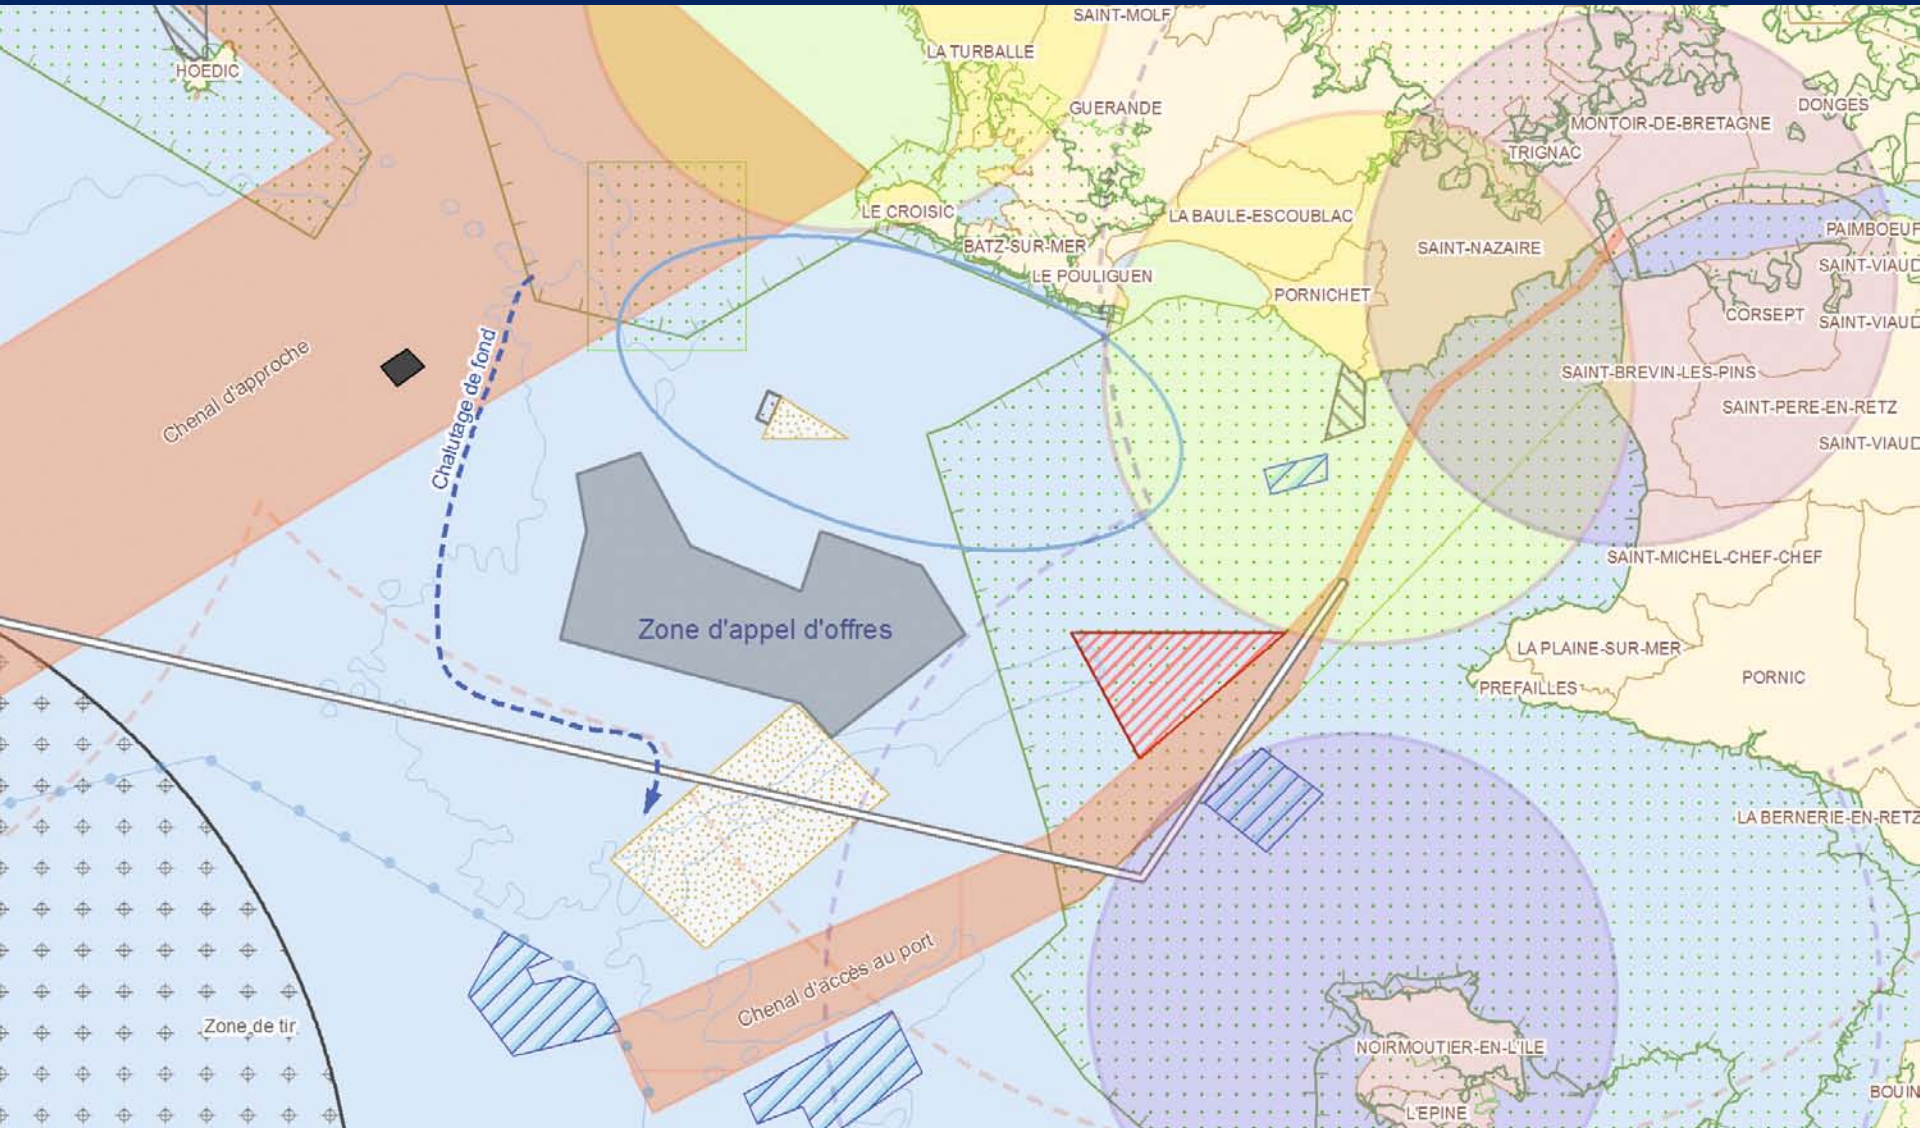 SAINT-MOLF
LA TURBALLE
HOEDIC
GUERANDE
DONGES
MONTOIR-DE-BRETAGNE
TRIGNAC
LE CROISIC
LA BAULE-ESCOUBLAC
PAIMBOEUF
BATZ-SUR-MER
SAINT-NAZAIRE
LE POULIGUEN
SAINT-VIAUD
PORNICHET
CORSEPT
SAINT-VIAUD
Chenal d'approche
Chalutage de fond
SAINT-BREVIN-LES-PINS
SAINT-PERE-EN-RETZ
SAINT-VIAUD
SAINT-MICHEL-CHEF-CHEF
Zone d'appel d'offres
LA PLAINE-SUR-MER
PORNIC
PREFAILLES
LA BERNERIE-EN-RETZ
Chenal d'accès au port
Zone de tir
NOIRMOUTIER-EN-L'ILE
BOUIN
L'EPINE